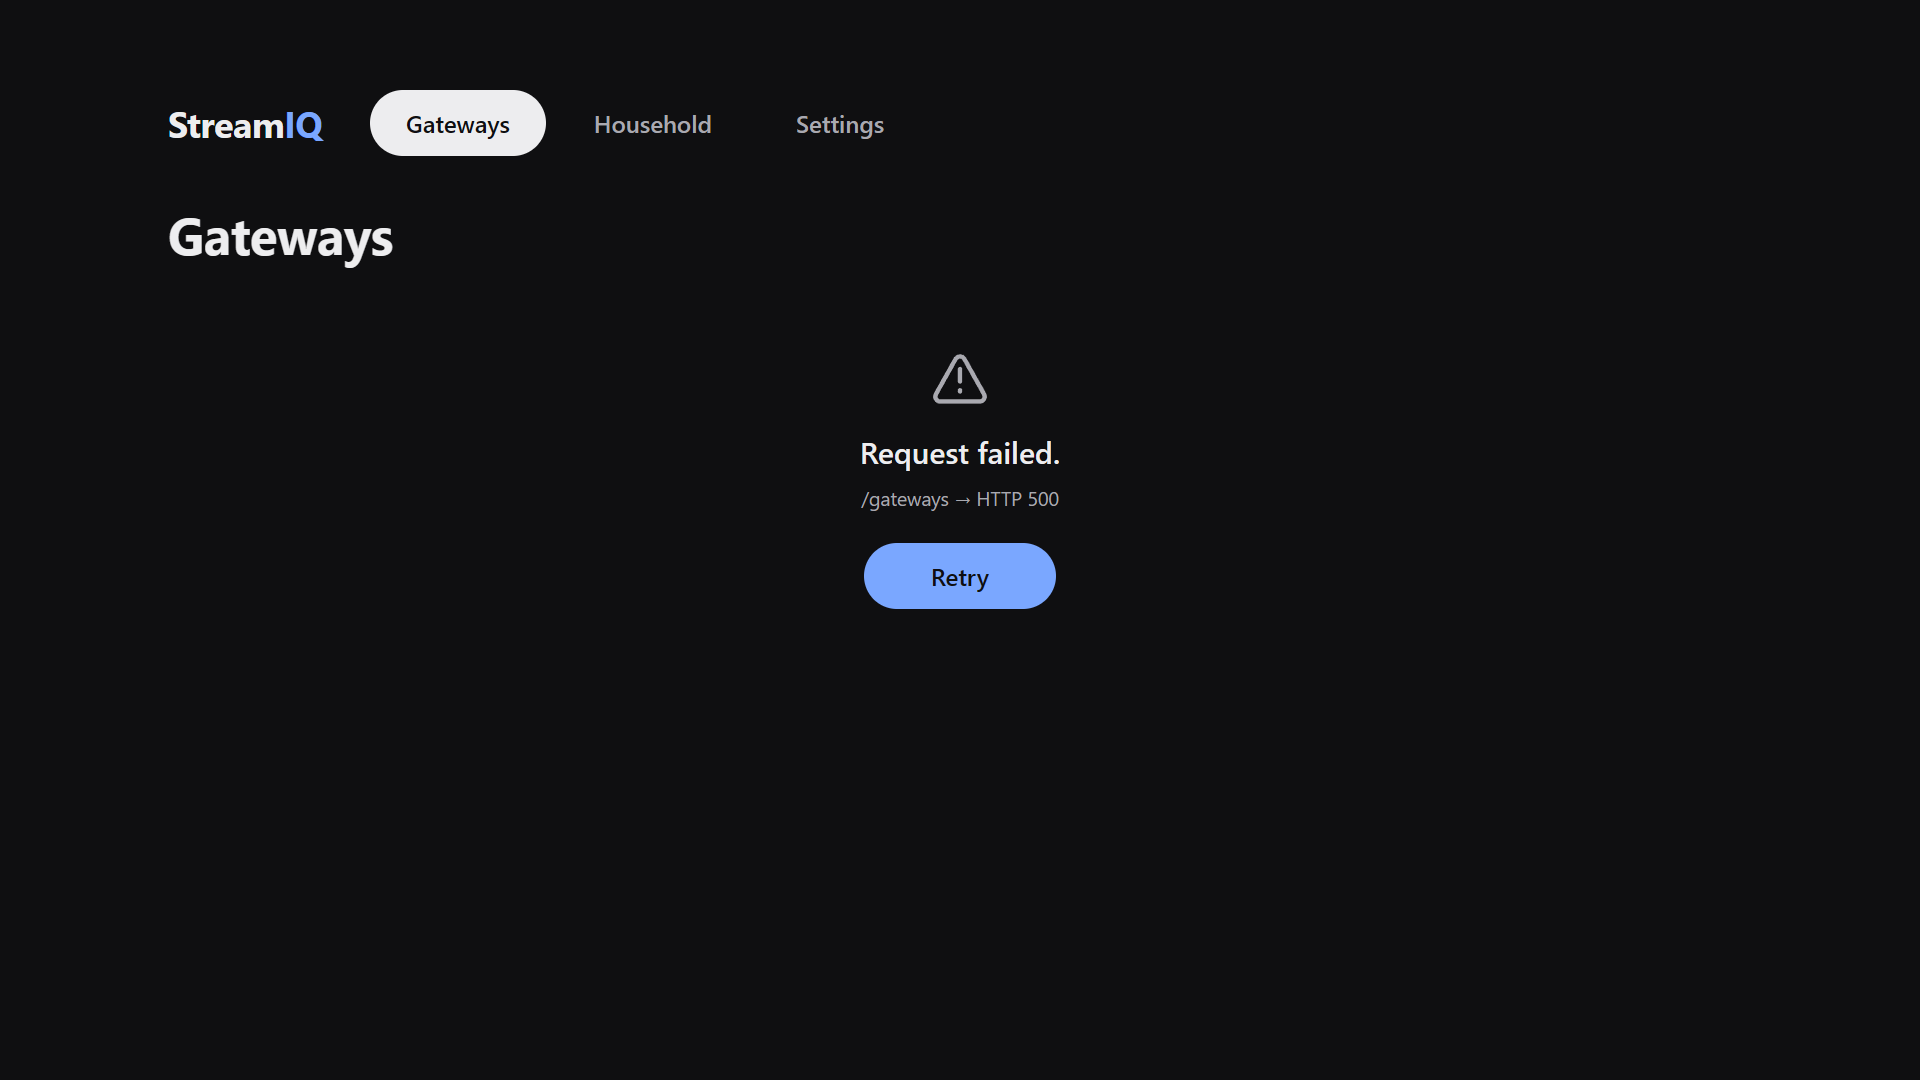 StreamIQ Gateways Household Settings
Gateways
Request failed.
/gateways → HTTP 500
Retry